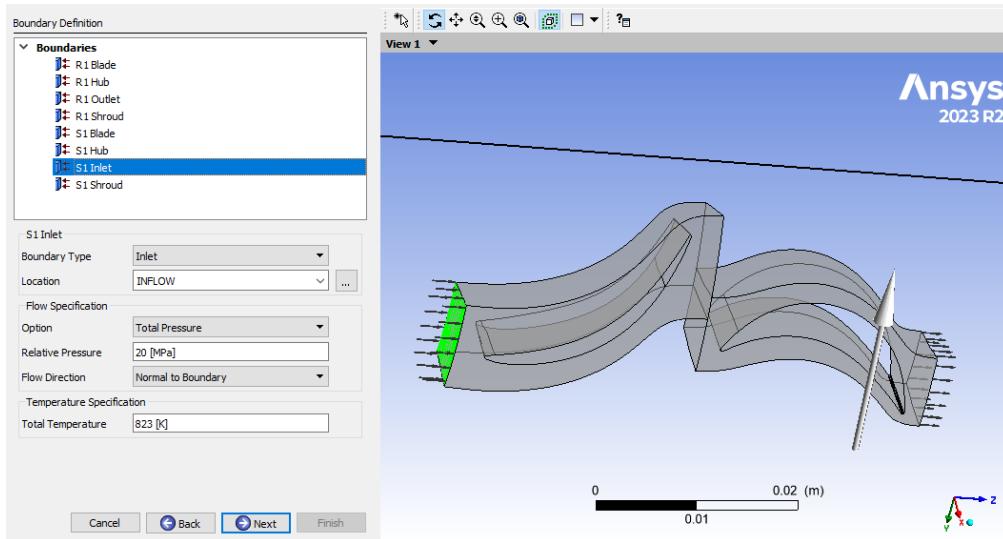 Boundary Definition
Boundaries
R1 Blade
R1 Hub
R1 Outlet
R1 Shroud
S1 Blade
S1 Hub
S1 Inlet
S1 Shroud
S1 Inlet
Boundary Type Inlet
Location INFLOW ...
Flow Specification
Option Total Pressure
Relative Pressure 20 [MPa]
Flow Direction Normal to Boundary
Temperature Specification
Total Temperature 823 [K]
Cancel Back Next Finish
View 1
Ansys
2023 R2
0 0.02 (m)
0.01
Z
Y X